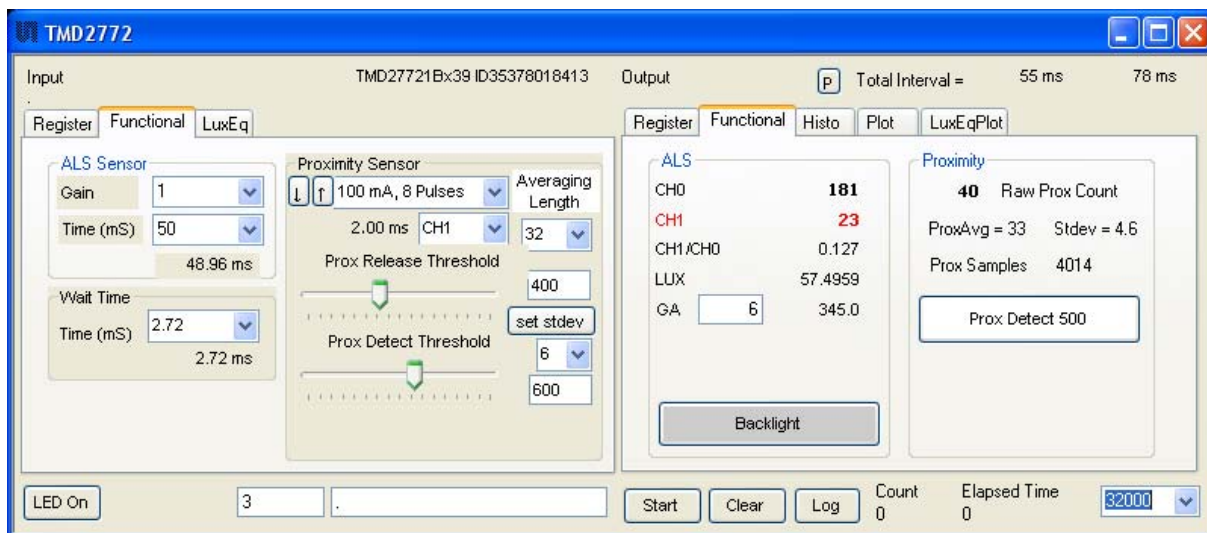 TMD2772
Input TMD27721Bx39 ID35378018413
.
Register Functional LuxEq
ALS Sensor
Gain 1
Time (mS) 50
48.96 ms
Wait Time
Time (mS) 2.72
2.72 ms
Proximity Sensor
↓ ↑ 100 mA, 8 Pulses
Averaging
Length
2.00 ms CH1 32
Prox Release Threshold
400
set stdev
Prox Detect Threshold
6
600
LED On 3 .
Output P Total Interval = 55 ms 78 ms
Register Functional Histo Plot LuxEqPlot
ALS
CH0 181
CH1 23
CH1/CH0 0.127
LUX 57.4959
GA 6 345.0
Backlight
Proximity
40 Raw Prox Count
ProxAvg = 33 Stdev = 4.6
Prox Samples 4014
Prox Detect 500
Start Clear Log
Count
0
Elapsed Time
0
32000